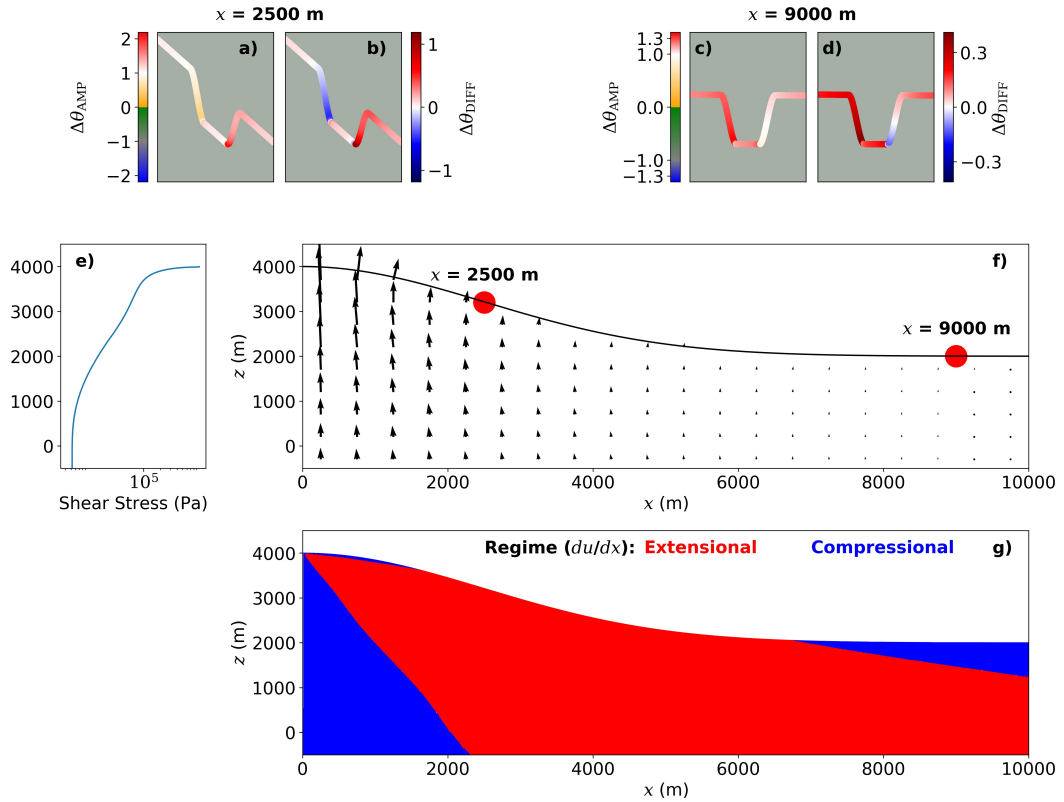 x = 2500 m
x = 9000 m
a)
b)
c)
d)
2
1
0
−1
−2
ΔθAMP
1
0
−1
ΔθDIFF
1.3
1.0
0.0
−1.0
−1.3
ΔθAMP
0.3
0.0
−0.3
ΔθDIFF
e)
4000
3000
2000
1000
0
10^5
Shear Stress (Pa)
f)
x = 2500 m
x = 9000 m
4000
3000
2000
1000
0
z (m)
0 2000 4000 6000 8000 10000
x (m)
Regime (du/dx): Extensional Compressional g)
4000
3000
2000
1000
0
z (m)
0 2000 4000 6000 8000 10000
x (m)